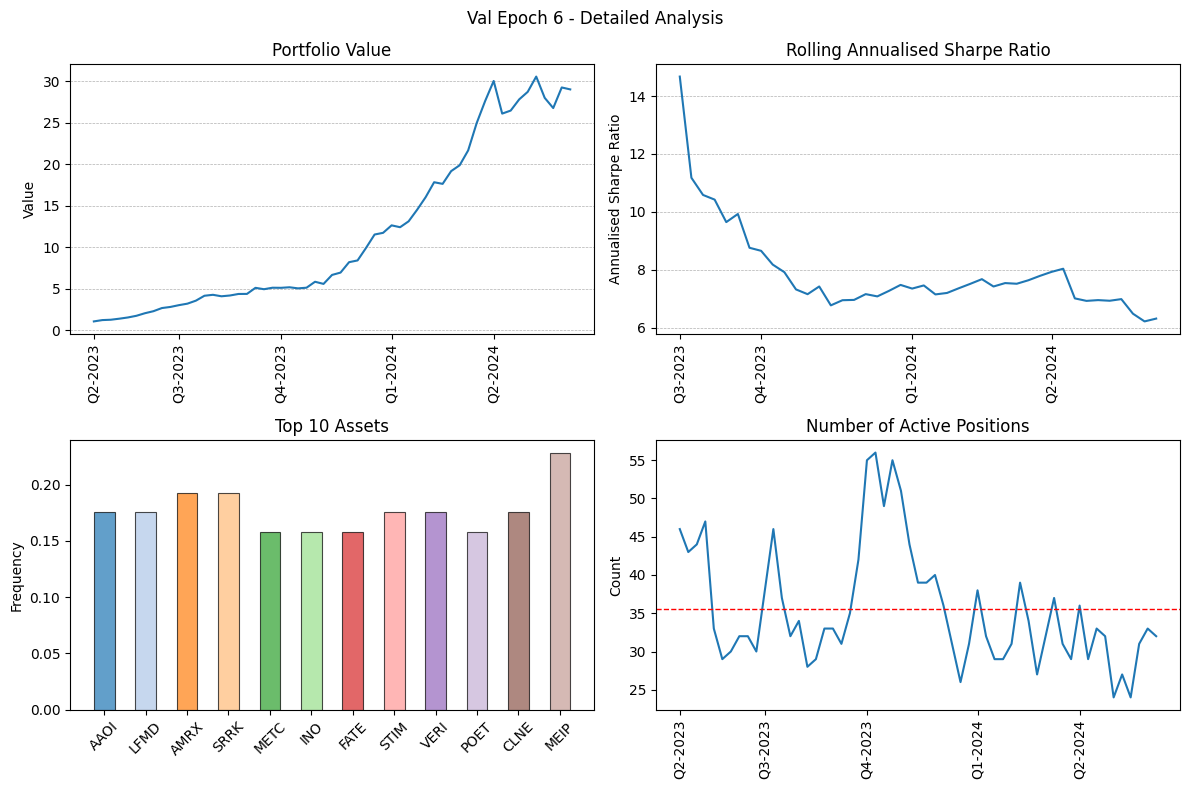 Val Epoch 6 - Detailed Analysis
Portfolio Value
Value
30
25
20
15
10
5
0
Q2-2023
Q3-2023
Q4-2023
Q1-2024
Q2-2024
Rolling Annualised Sharpe Ratio
Annualised Sharpe Ratio
14
12
10
8
6
Q3-2023
Q4-2023
Q1-2024
Q2-2024
Top 10 Assets
Frequency
0.20
0.15
0.10
0.05
0.00
AAOI
LFMD
AMRX
SRRK
METC
INO
FATE
STIM
VERI
POET
CLNE
MEIP
Number of Active Positions
Count
55
50
45
40
35
30
25
Q2-2023
Q3-2023
Q4-2023
Q1-2024
Q2-2024